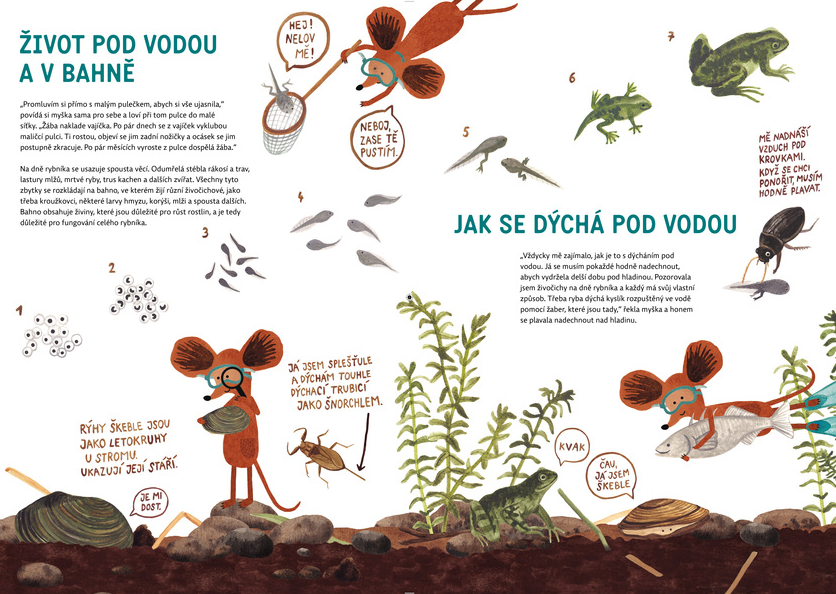 ŽIVOT POD VODOU
A V BAHNĚ
„Promluvím si přímo s malým pulečkem, abych si vše ujasnila,“
povídá si myška sama pro sebe a loví při tom pulce do malé
síťky. „Žába naklade vajíčka. Po pár dnech se z vajíček vyklubou
maličcí pulci. Ti rostou, objeví se jim zadní nožičky a ocásek se jim
postupně zkracuje. Po pár měsících vyroste z pulce dospělá žába.“
Na dně rybníka se usazuje spousta věcí. Odumřelá stébla rákosí a trav,
lastury mlžů, mrtvé ryby, trus kachen a dalších zvířat. Všechny tyto
zbytky se rozkládají na bahno, ve kterém žijí různí živočichové, jako
třeba kroužkovci, některé larvy hmyzu, korýši, mlži a spousta dalších.
Bahno obsahuje živiny, které jsou důležité pro růst rostlin, a je tedy
důležité pro fungování celého rybníka.
HEJ!
NELOV
MĚ!
NEBOJ,
ZASE TĚ
PUSTÍM.
1
2
3
4
5
6
7
MĚ NADNÁŠÍ
VZDUCH POD
KROVKAMI.
KDYŽ SE CHCI
PONOŘIT, MUSÍM
HODNĚ PLAVAT.
JAK SE DÝCHÁ POD VODOU
„Vždycky mě zajímalo, jak je to s dýcháním pod
vodou. Já se musím pokaždé hodně nadechnout,
abych vydržela delší dobu pod hladinou. Pozorovala
jsem živočichy na dně rybníka a každý má svůj vlastní
způsob. Třeba ryba dýchá kyslík rozpuštěný ve vodě
pomocí žaber, které jsou tady,“ řekla myška a honem
se plavala nadechnout nad hladinu.
RÝHY ŠKEBLE JSOU
JAKO LETOKRUHY
U STROMU.
UKAZUJÍ JEJÍ STÁŘÍ.
JE MI
DOST.
JÁ JSEM SPLEŠŤULE
A DÝCHÁM TOUHLE
DÝCHACÍ TRUBICÍ
JAKO ŠNORCHLEM.
KVAK
ČAU,
JÁ JSEM
ŠKEBLE